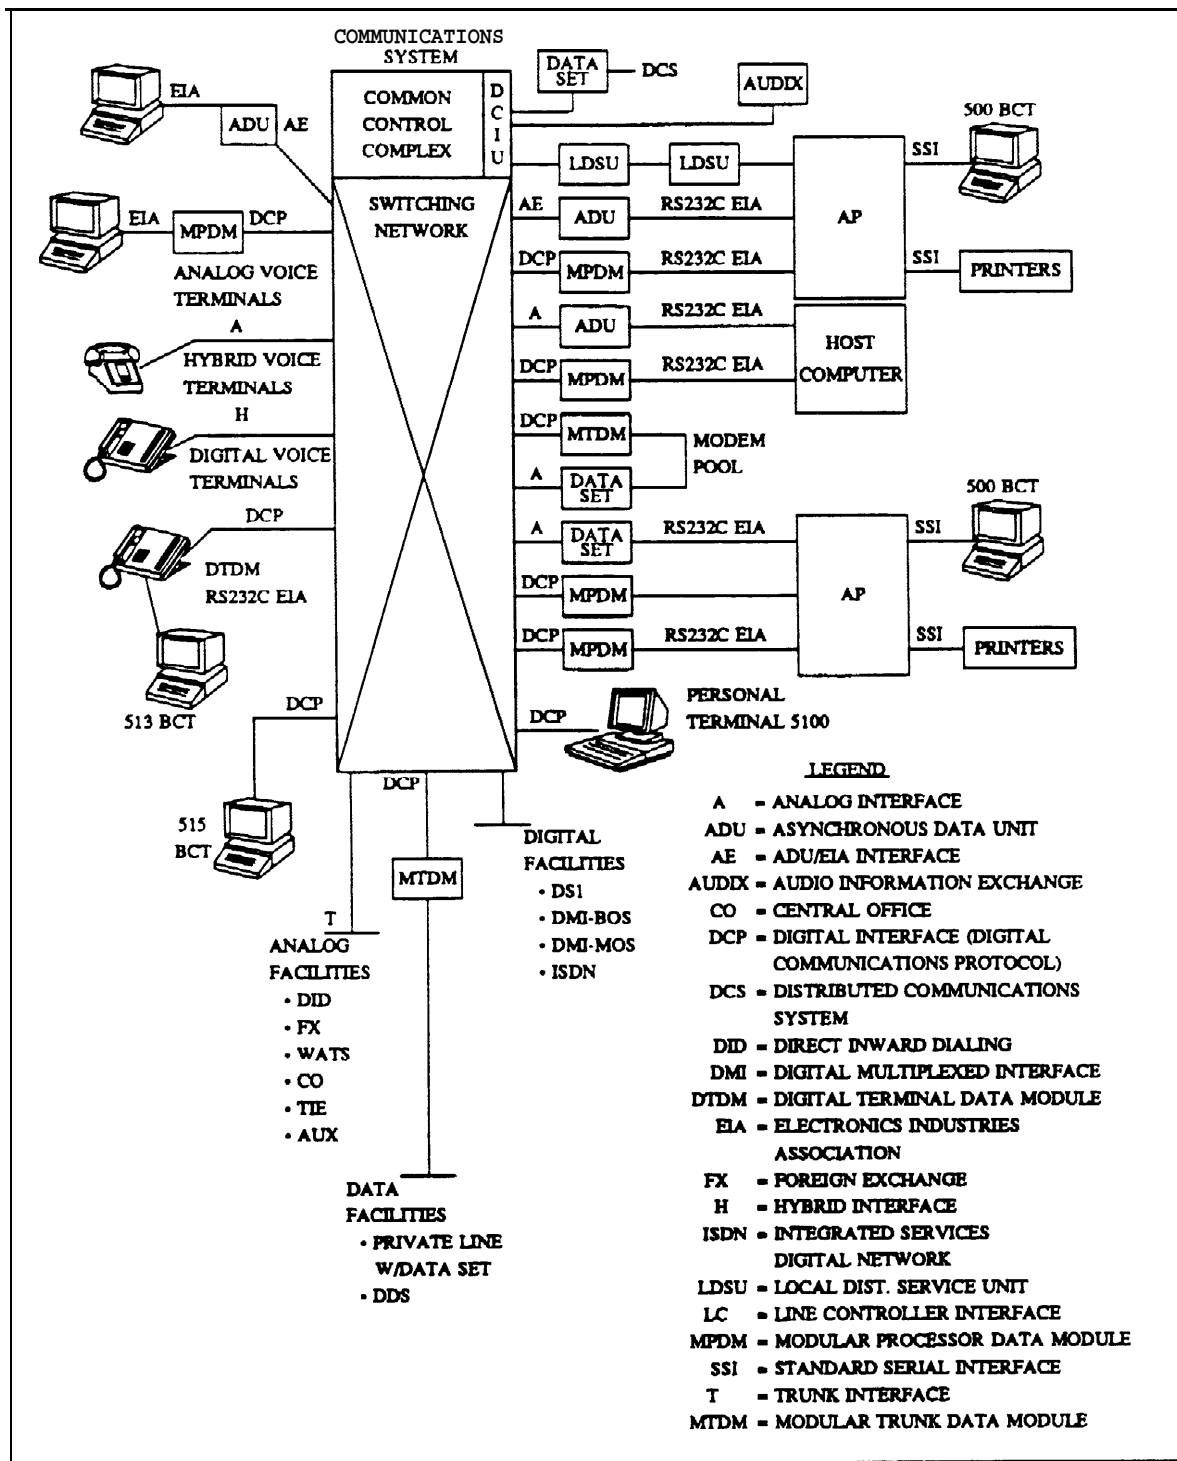 COMMUNICATIONS
SYSTEM
COMMON
CONTROL
COMPLEX
D
C
I
U
SWITCHING
NETWORK
EIA
ADU
AE
EIA
MPDM
DCP
ANALOG VOICE
TERMINALS
A
HYBRID VOICE
TERMINALS
H
DIGITAL VOICE
TERMINALS
DCP
DTDM
RS232C EIA
513 BCT
DCP
515
BCT
DATA
SET
DCS
AUDIX
LDSU
LDSU
AE
ADU
RS232C EIA
DCP
MPDM
RS232C EIA
AP
SSI
500 BCT
SSI
PRINTERS
A
ADU
RS232C EIA
DCP
MPDM
RS232C EIA
HOST
COMPUTER
DCP
MTDM
MODEM
POOL
A
DATA
SET
A
DATA
SET
RS232C EIA
DCP
MPDM
DCP
MPDM
RS232C EIA
AP
SSI
500 BCT
SSI
PRINTERS
DCP
PERSONAL
TERMINAL 5100
T
ANALOG
FACILITIES
• DID
• FX
• WATS
• CO
• TIE
• AUX
DCP
MTDM
DATA
FACILITIES
• PRIVATE LINE
W/DATA SET
• DDS
DIGITAL
FACILITIES
• DS1
• DMI-BOS
• DMI-MOS
• ISDN
LEGEND
A = ANALOG INTERFACE
ADU = ASYNCHRONOUS DATA UNIT
AE = ADU/EIA INTERFACE
AUDIX = AUDIO INFORMATION EXCHANGE
CO = CENTRAL OFFICE
DCP = DIGITAL INTERFACE (DIGITAL
COMMUNICATIONS PROTOCOL)
DCS = DISTRIBUTED COMMUNICATIONS
SYSTEM
DID = DIRECT INWARD DIALING
DMI = DIGITAL MULTIPLEXED INTERFACE
DTDM = DIGITAL TERMINAL DATA MODULE
EIA = ELECTRONICS INDUSTRIES
ASSOCIATION
FX = FOREIGN EXCHANGE
H = HYBRID INTERFACE
ISDN = INTEGRATED SERVICES
DIGITAL NETWORK
LDSU = LOCAL DIST. SERVICE UNIT
LC = LINE CONTROLLER INTERFACE
MPDM = MODULAR PROCESSOR DATA MODULE
SSI = STANDARD SERIAL INTERFACE
T = TRUNK INTERFACE
MTDM = MODULAR TRUNK DATA MODULE